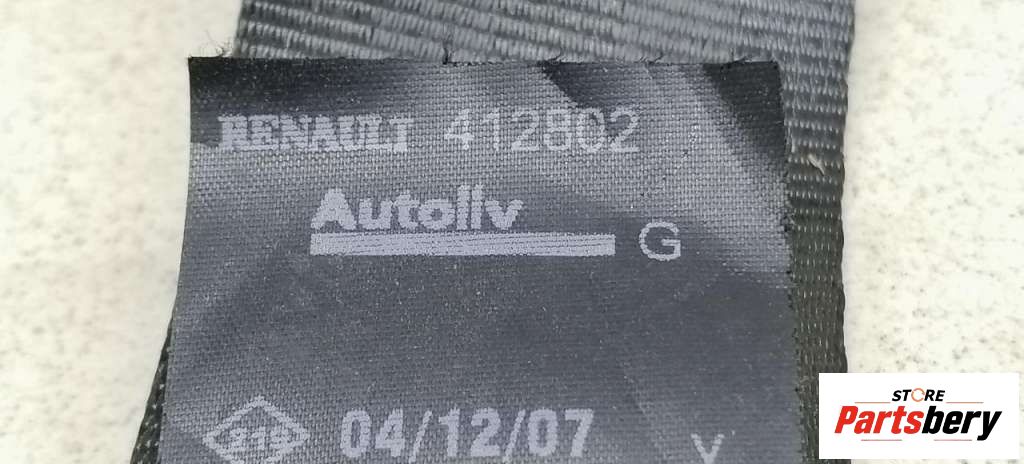 RENAULT 412802
Autoliv G
04/12/07 V
STORE
Partsbery